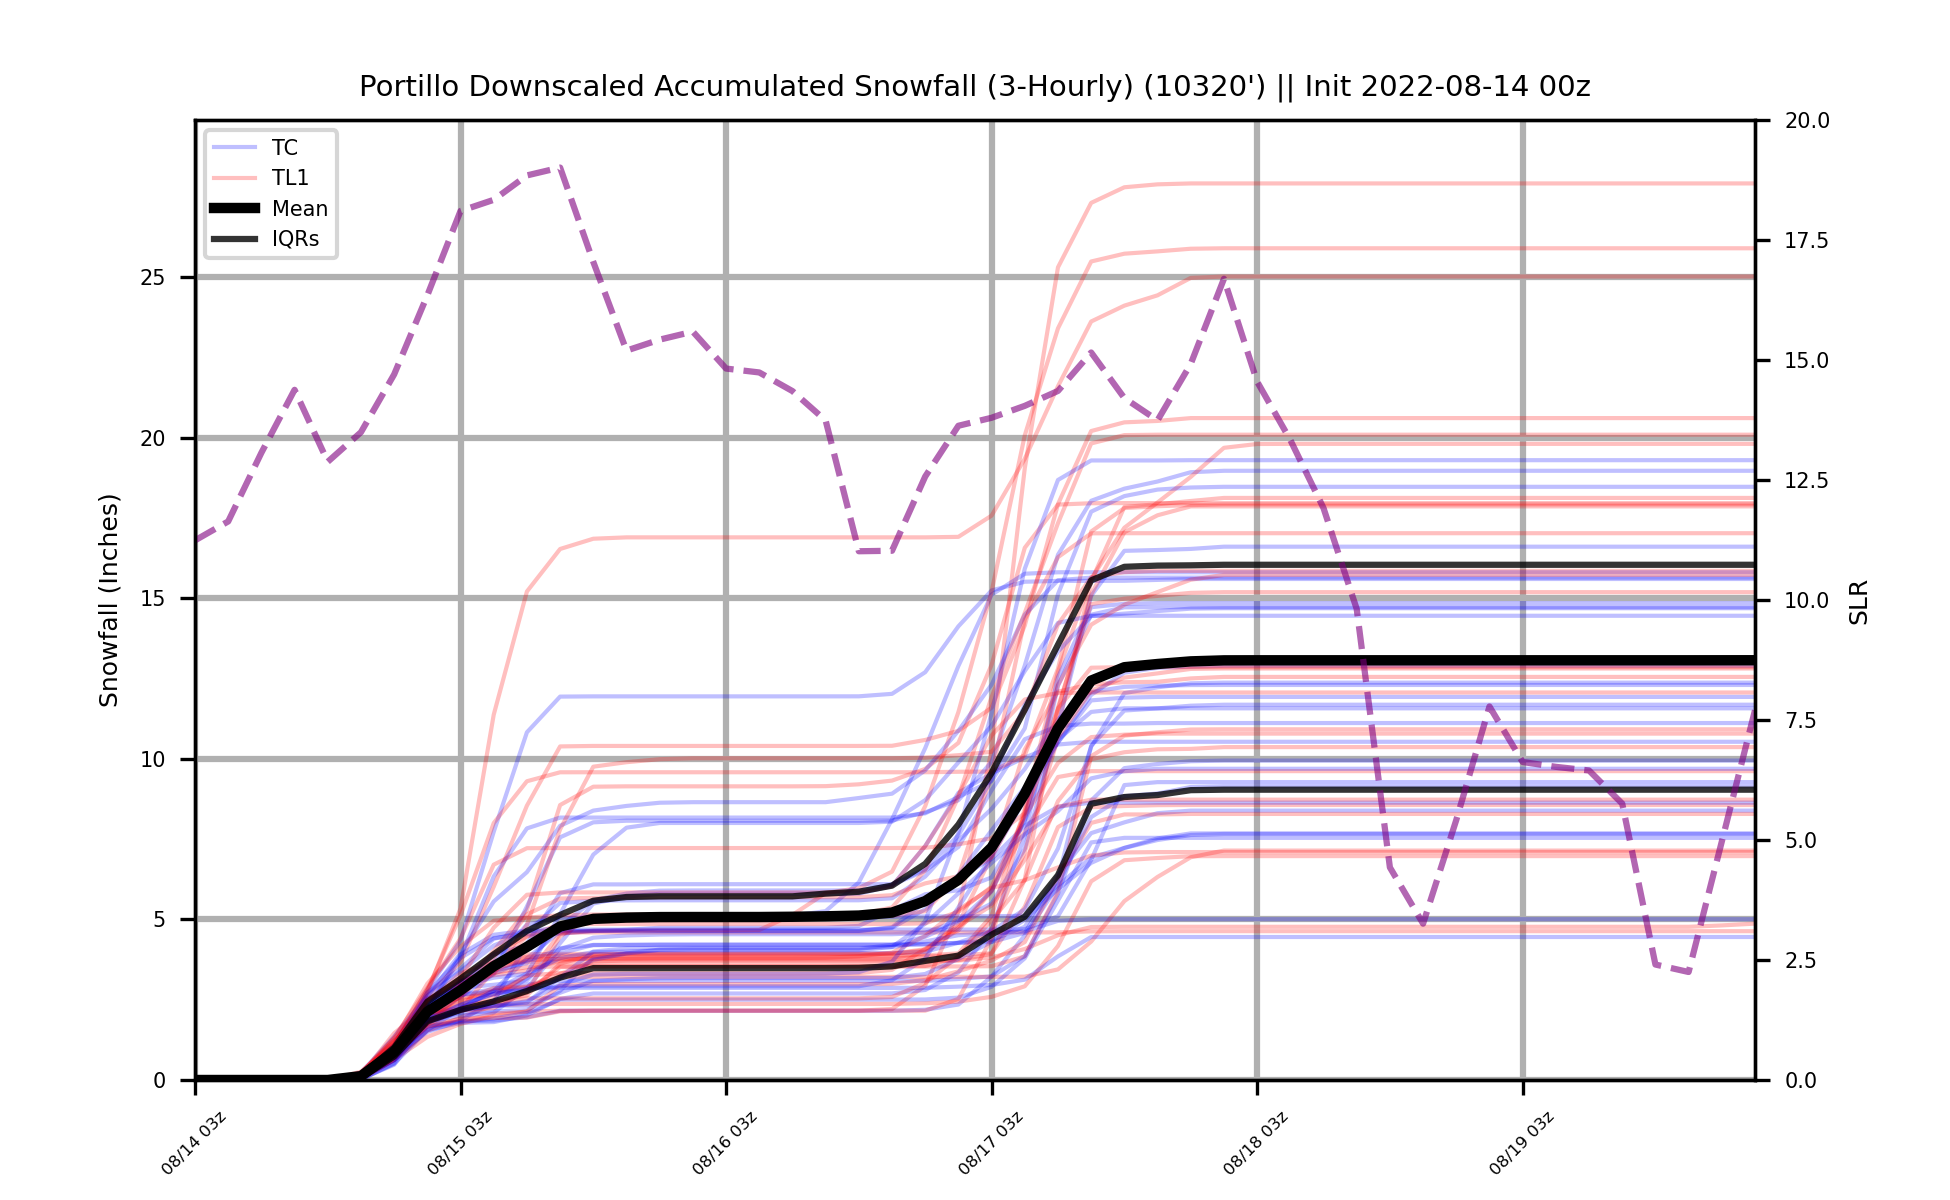 Portillo Downscaled Accumulated Snowfall (3-Hourly) (10320') || Init 2022-08-14 00z
TC
TL1
Mean
IQRs
Snowfall (Inches)
25
20
15
10
5
0
20.0
17.5
15.0
12.5
10.0
7.5
5.0
2.5
0.0
SLR
08/14 03z
08/15 03z
08/16 03z
08/17 03z
08/18 03z
08/19 03z